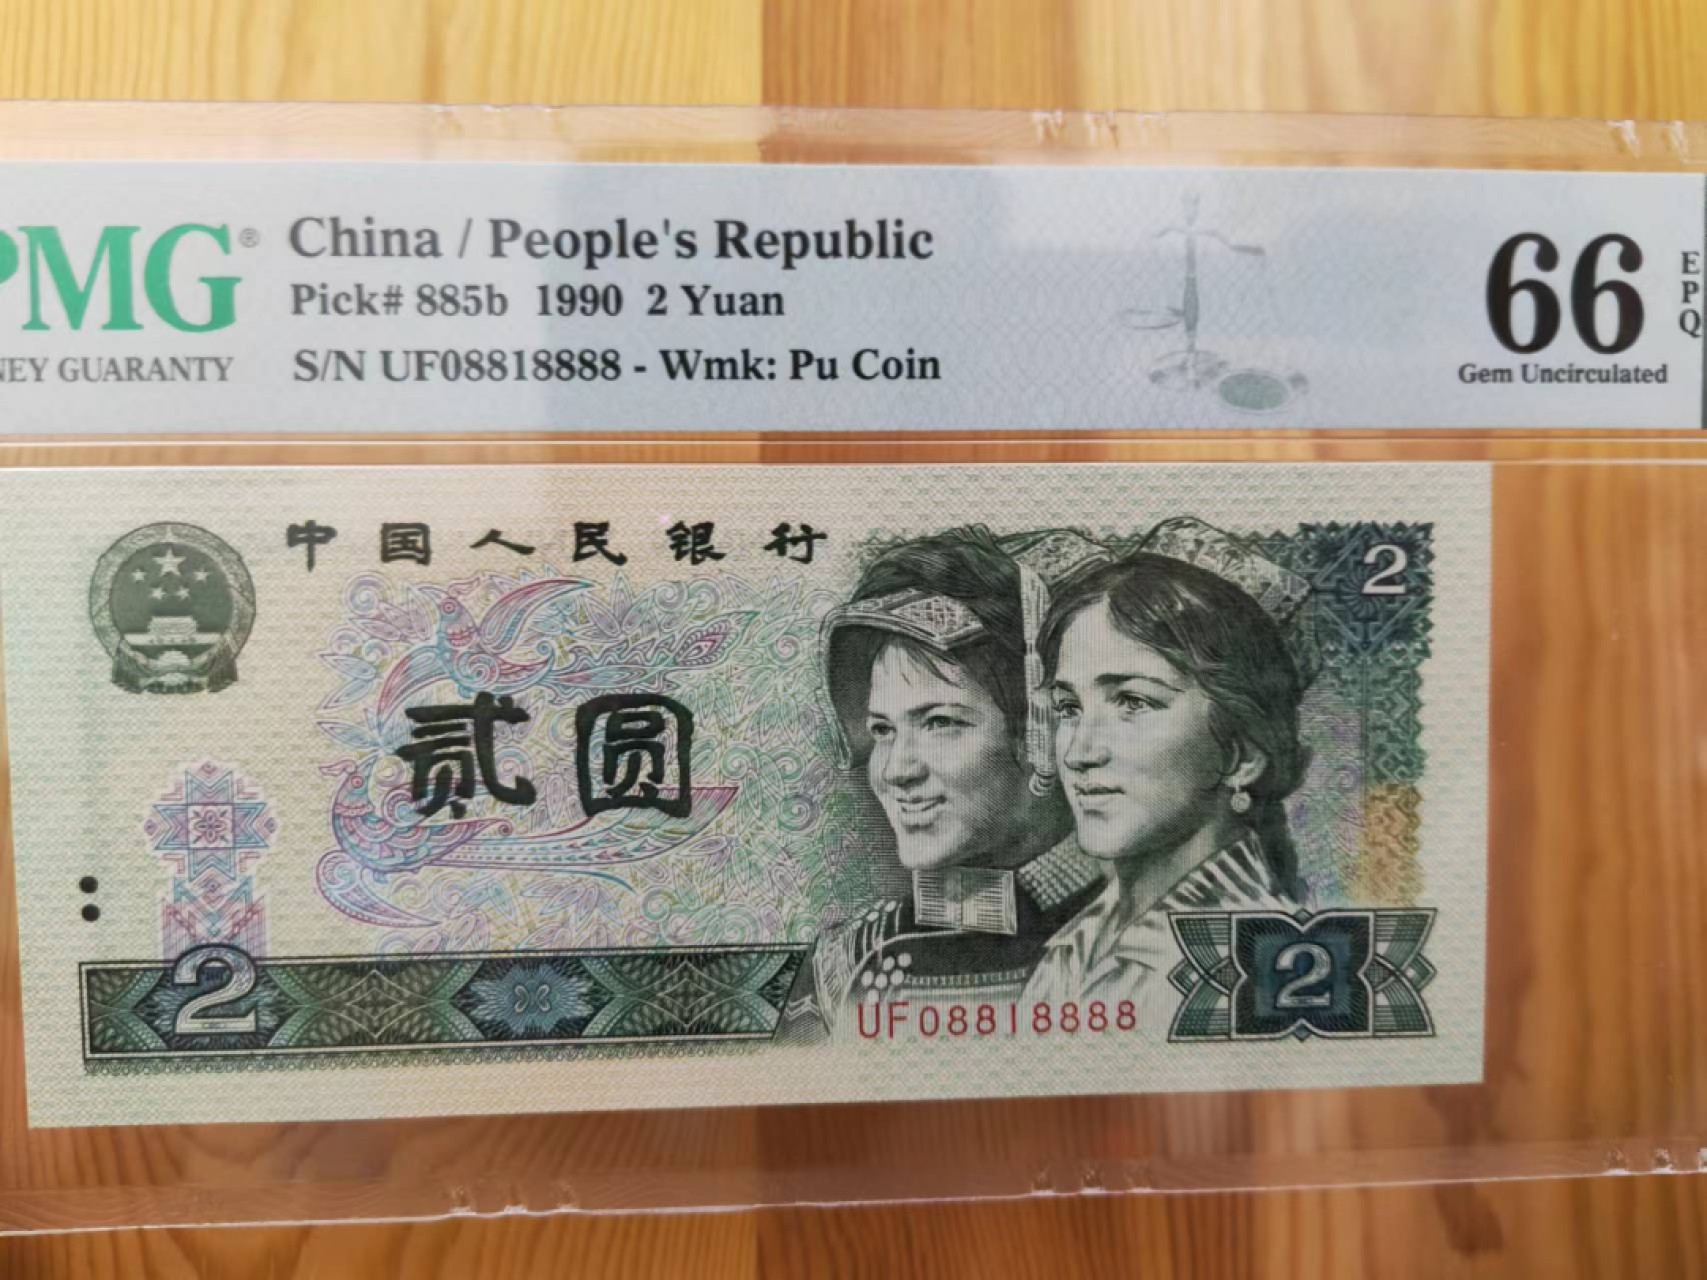 PMG®
China / People's Republic
Pick# 885b 1990 2 Yuan
NEY GUARANTY
S/N UF08818888 - Wmk: Pu Coin
66
EPQ
Gem Uncirculated
中国人民银行
2
贰圆
2
UF08818888
2